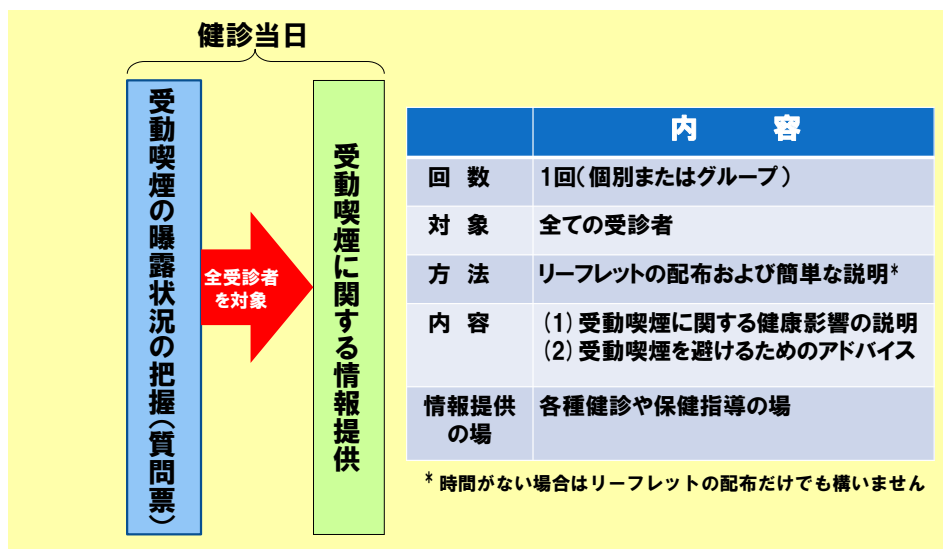 健診当日
受動喫煙の曝露状況の把握(質問票)
全受診者
を対象
受動喫煙に関する情報提供
内　容
回 数　1回(個別またはグループ)
対 象　全ての受診者
方 法　リーフレットの配布および簡単な説明*
内 容　(1)受動喫煙に関する健康影響の説明
(2)受動喫煙を避けるためのアドバイス
情報提供　各種健診や保健指導の場
の場
* 時間がない場合はリーフレットの配布だけでも構いません